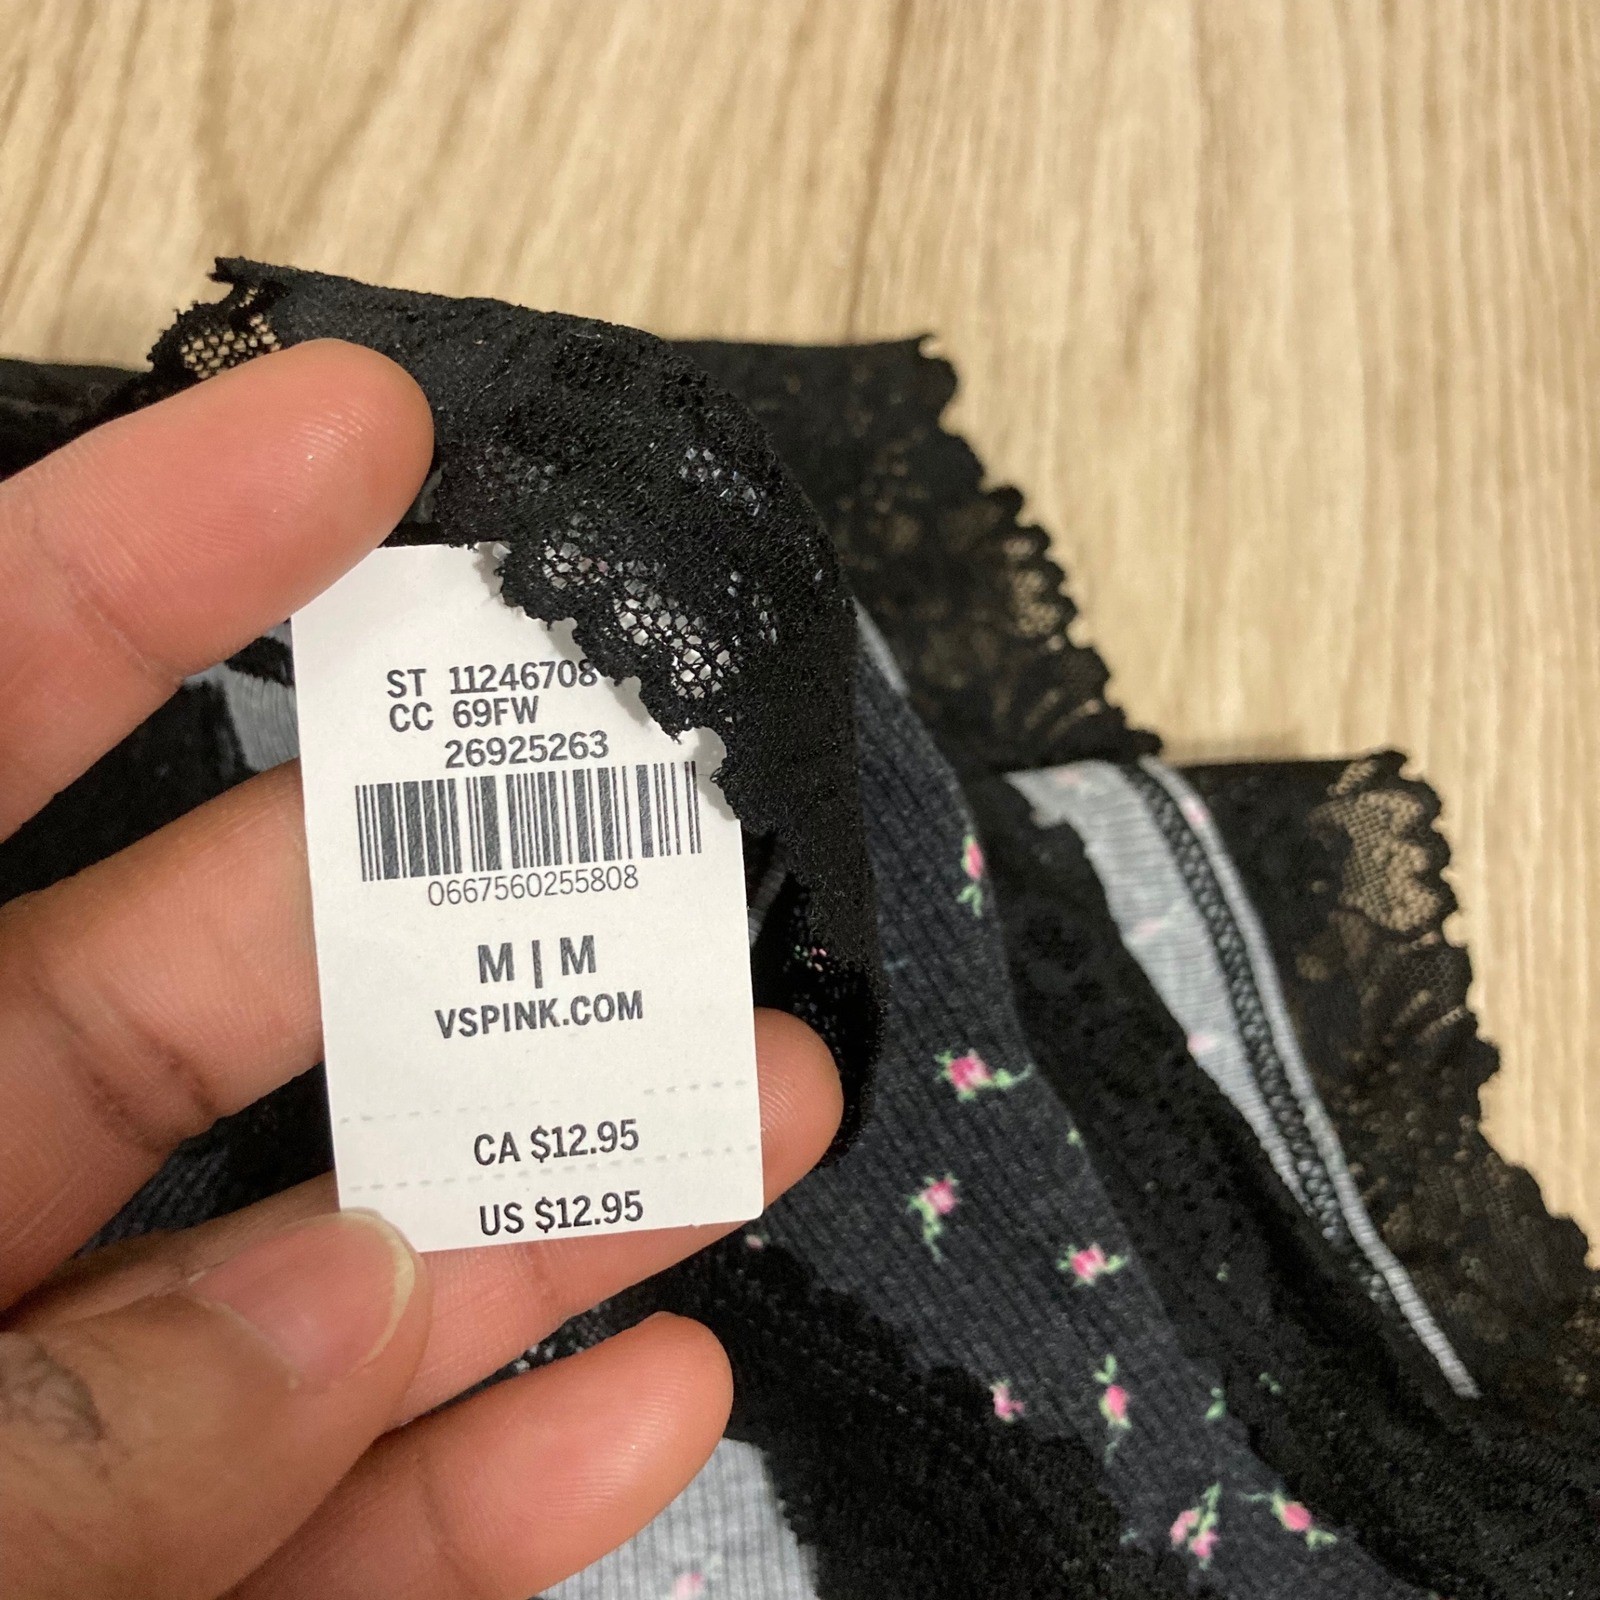 ST 11246708
CC 69FW
26925263
0667560255808
M | M
VSPINK.COM
CA $12.95
US $12.95